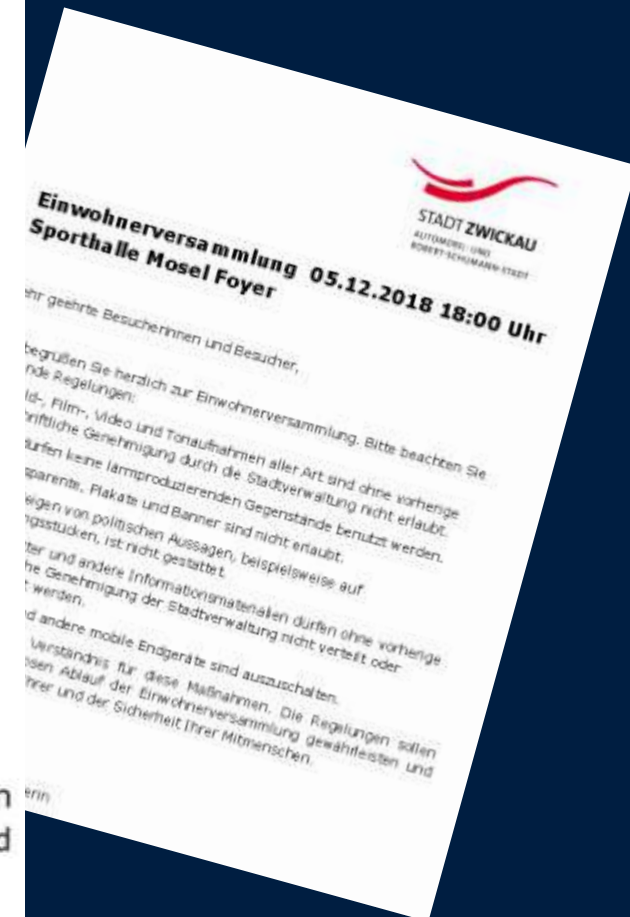 STADT ZWICKAU
AUTOMOBIL- UND
ROBERT-SCHUMANN-STADT
Einwohnerversammlung 05.12.2018 18:00 Uhr
Sporthalle Mosel Foyer
ehr geehrte Besucherinnen und Besucher,
begrüßen Sie herzlich zur Einwohnerversammlung. Bitte beachten Sie
nde Regelungen:
ld-, Film-, Video und Tonaufnahmen aller Art sind ohne vorherige
riftliche Genehmigung durch die Stadtverwaltung nicht erlaubt.
ürfen keine lärmproduzierenden Gegenstände benutzt werden.
sparente, Plakate und Banner sind nicht erlaubt.
eigen von politischen Aussagen, beispielsweise auf
ngsstücken, ist nicht gestattet.
ter und andere Informationsmaterialien dürfen ohne vorherige
he Genehmigung der Stadtverwaltung nicht verteilt oder
t werden.
d andere mobile Endgeräte sind auszuschalten.
Verständnis für diese Maßnahmen. Die Regelungen sollen
osen Ablauf der Einwohnerversammlung gewährleisten und
hrer und der Sicherheit Ihrer Mitmenschen.
erin
n
d